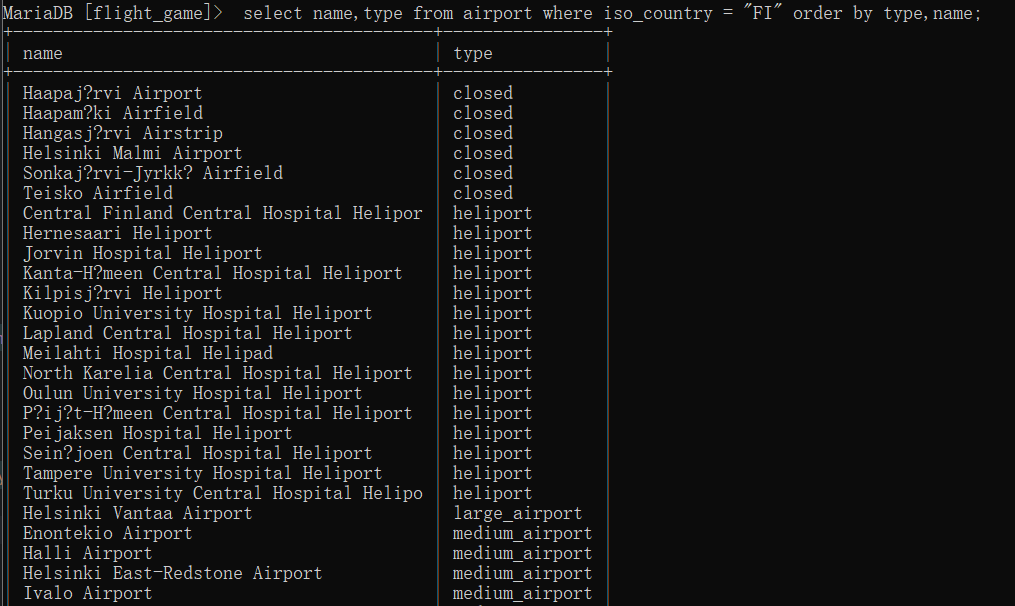 MariaDB [flight_game]> select name,type from airport where iso_country = "FI" order by type,name;
name type
Haapaj?rvi Airport closed
Haapam?ki Airfield closed
Hangasj?rvi Airstrip closed
Helsinki Malmi Airport closed
Sonkaj?rvi-Jyrkk? Airfield closed
Teisko Airfield closed
Central Finland Central Hospital Helipor heliport
Hernesaari Heliport heliport
Jorvin Hospital Heliport heliport
Kanta-H?meen Central Hospital Heliport heliport
Kilpisj?rvi Heliport heliport
Kuopio University Hospital Heliport heliport
Lapland Central Hospital Heliport heliport
Meilahti Hospital Helipad heliport
North Karelia Central Hospital Heliport heliport
Oulun University Hospital Heliport heliport
P?ij?t-H?meen Central Hospital Heliport heliport
Peijaksen Hospital Heliport heliport
Sein?joen Central Hospital Heliport heliport
Tampere University Hospital Heliport heliport
Turku University Central Hospital Helipo heliport
Helsinki Vantaa Airport large_airport
Enontekio Airport medium_airport
Halli Airport medium_airport
Helsinki East-Redstone Airport medium_airport
Ivalo Airport medium_airport